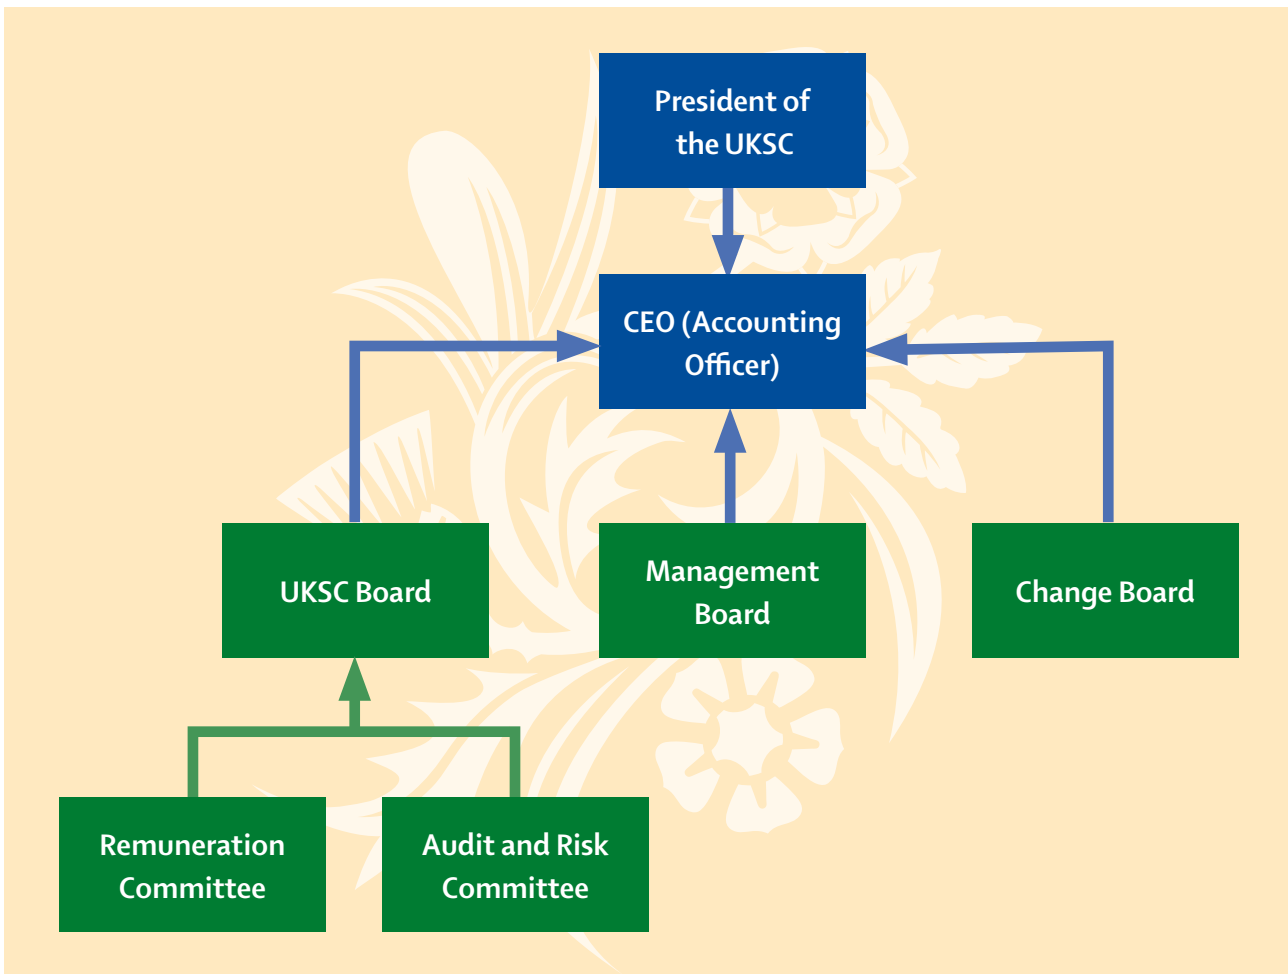 President of
the UKSC
CEO (Accounting
Officer)
UKSC Board
Management
Board
Change Board
Remuneration
Committee
Audit and Risk
Committee